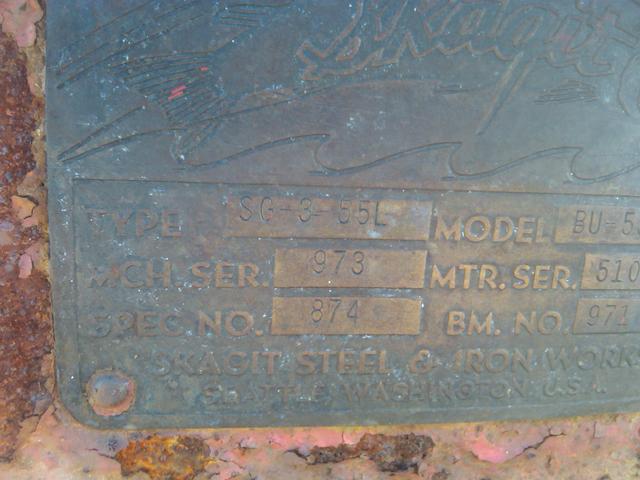 Skagit
TYPE SG-3-55L MODEL BU-5
MCH. SER. 973 MTR. SER. 510
SPEC NO. 874 BM. NO. 971
SKAGIT STEEL & IRON WORK
SEATTLE, WASHINGTON U.S.A.